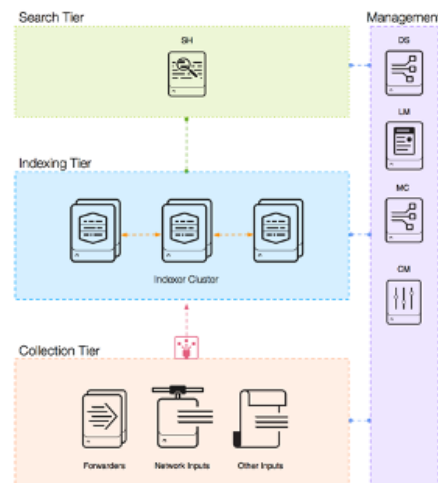 Search Tier
Management
SH
DS
LM
Indexing Tier
MC
Indexer Cluster
CM
Collection Tier
Forwarders
Network Inputs
Other Inputs